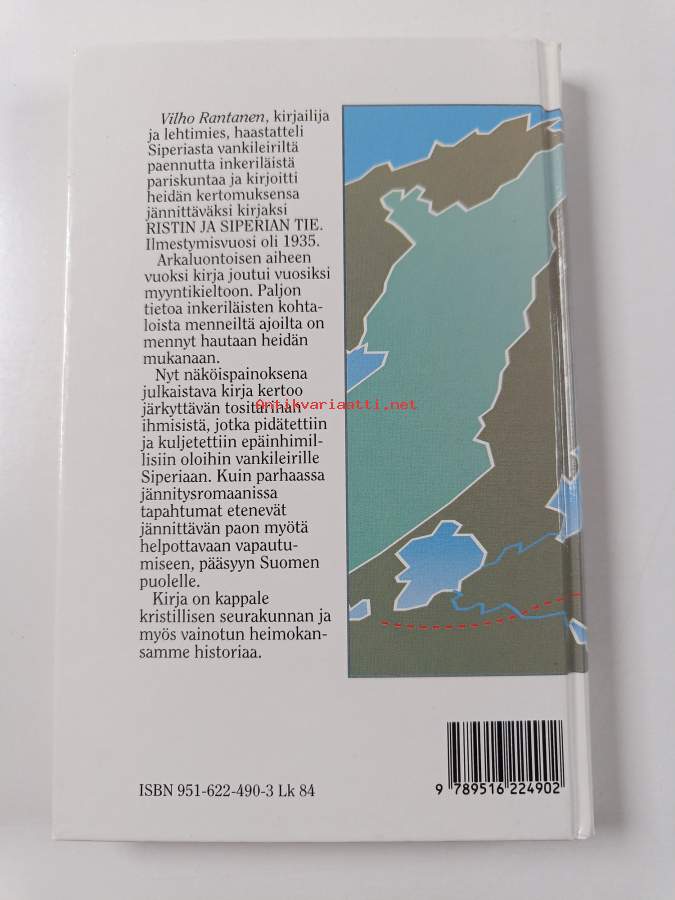 Vilho Rantanen, kirjailija
ja lehtimies, haastatteli
Siperiasta vankileiriltä
paennutta inkeriläistä
pariskuntaa ja kirjoitti
heidän kertomuksensa
jännittäväksi kirjaksi
RISTIN JA SIPERIAN TIE.
Ilmestymisvuosi oli 1935.
Arkaluontoisen aiheen
vuoksi kirja joutui vuosiksi
myyntikieltoon. Paljon
tietoa inkeriläisten kohta-
loista menneiltä ajoilta on
mennyt hautaan heidän
mukanaan.
Nyt näköispainoksena
julkaistava kirja kertoo
järkyttävän tositarinan
ihmisistä, jotka pidätettiin
ja kuljetettiin epäinhimil-
lisiin oloihin vankileirille
Siperiaan. Kuin parhaassa
jännitysromaanissa
tapahtumat etenevät
jännittävän paon myötä
helpottavaan vapautu-
miseen, pääsyyn Suomen
puolelle.
Kirja on kappale
kristillisen seurakunnan ja
myös vainotun heimokan-
samme historiaa.
Antikvariaatti.net
ISBN 951-622-490-3 Lk 84
9 789516 224902